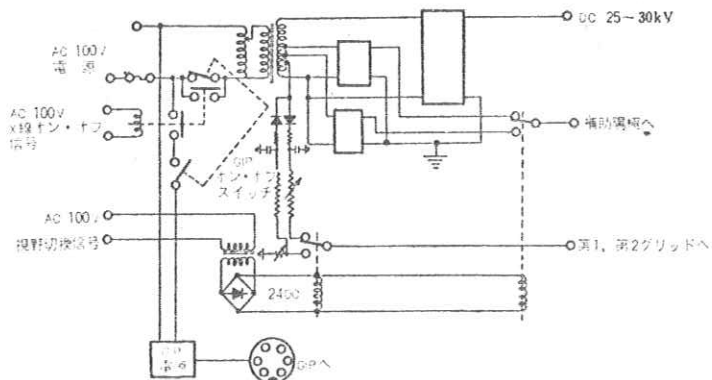 DC 25~30kV
AC 100V
電源
AC 100V
X線オン・オフ
信号
補助陽極へ
GIP
オン・オフ
スイッチ
AC 100V
視野切換信号
第1, 第2グリッドへ
電源
GIPへ